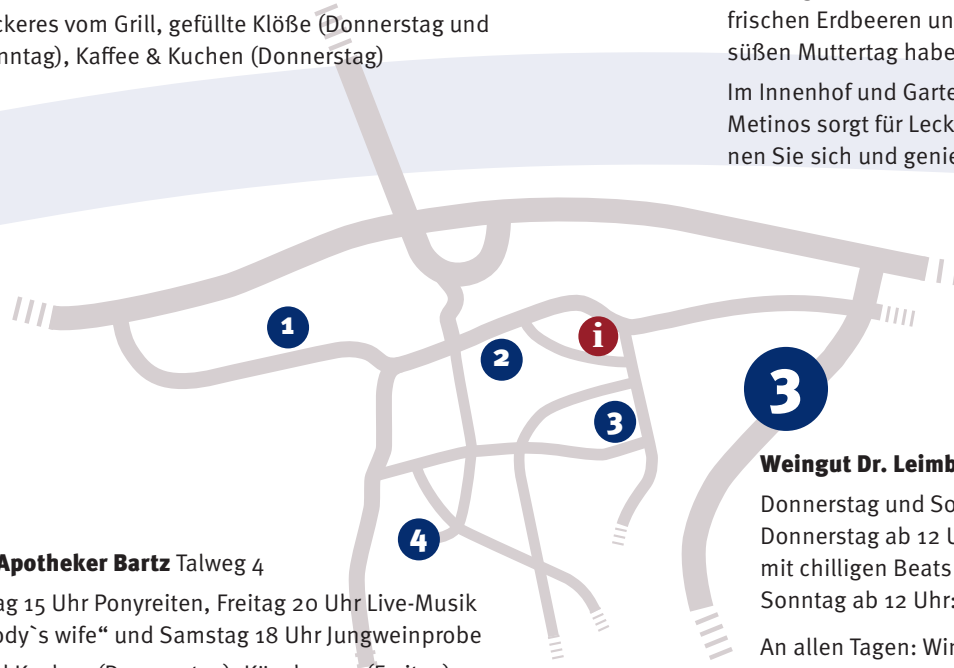 ckeres vom Grill, gefüllte Klöße (Donnerstag und
nntag), Kaffee & Kuchen (Donnerstag)
frischen Erdbeeren un
süßen Muttertag habe
Im Innenhof und Garte
Metinos sorgt für Leck
nen Sie sich und genie
1
2
i
3
4
3
Weingut Dr. Leimb
Donnerstag und So
Donnerstag ab 12 U
mit chilligen Beats
Sonntag ab 12 Uhr:
An allen Tagen: Win
Apotheker Bartz Talweg 4
ag 15 Uhr Ponyreiten, Freitag 20 Uhr Live-Musik
ody`s wife“ und Samstag 18 Uhr Jungweinprobe